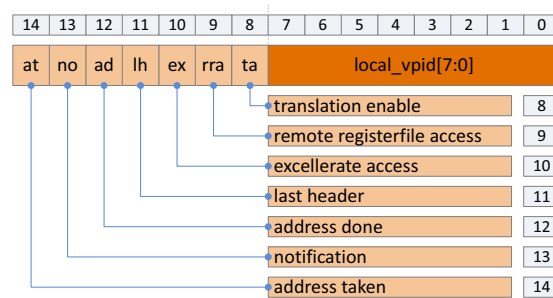 14 13 12 11 10 9 8 7 6 5 4 3 2 1 0
at no ad lh ex rra ta local_vpid[7:0]
translation enable 8
remote registerfile access 9
excellerate access 10
last header 11
address done 12
notification 13
address taken 14